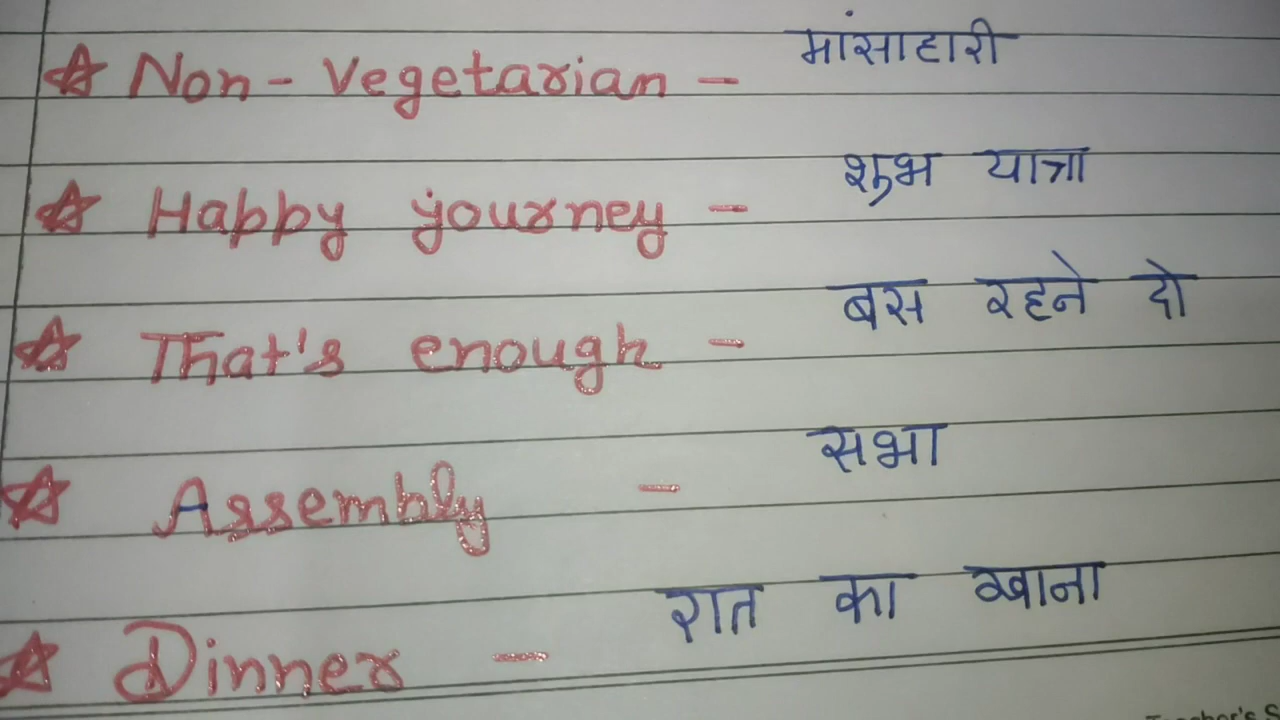 ☆ Non-Vegetarian - मांसाहारी
☆ Happy journey - शुभ यात्रा
☆ That's enough - बस रहने दो
☆ Assembly - सभा
☆ Dinner - रात का खाना